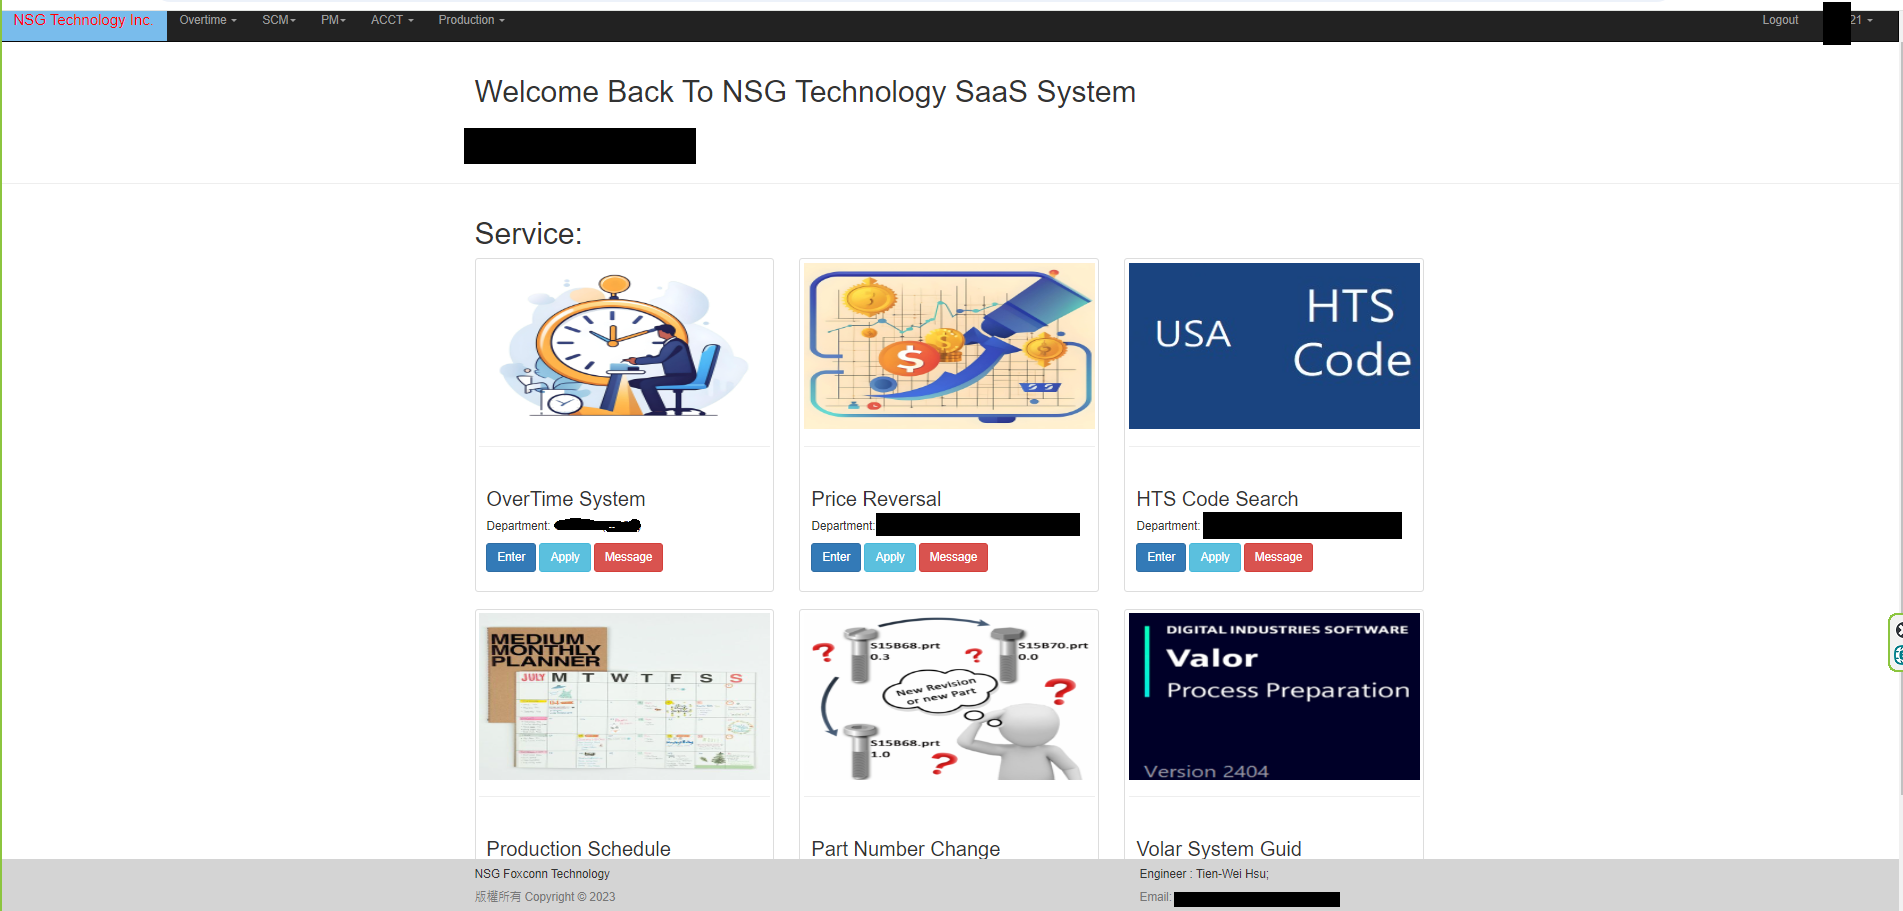 NSG Technology Inc. Overtime SCM PM ACCT Production Logout 21
Welcome Back To NSG Technology SaaS System
Service:
USA
HTS
Code
OverTime System
Department:
Enter Apply Message
Price Reversal
Department:
Enter Apply Message
HTS Code Search
Department:
Enter Apply Message
MEDIUM
MONTHLY
PLANNER
JULY M T W T F S S
S15B68.prt
0.3
S15B70.prt
0.0
New Revision
or new Part
S15B68.prt
1.0
DIGITAL INDUSTRIES SOFTWARE
Valor
Process Preparation
Version 2404
Production Schedule
Part Number Change
Volar System Guid
NSG Foxconn Technology
版權所有 Copyright © 2023
Engineer : Tien-Wei Hsu;
Email: